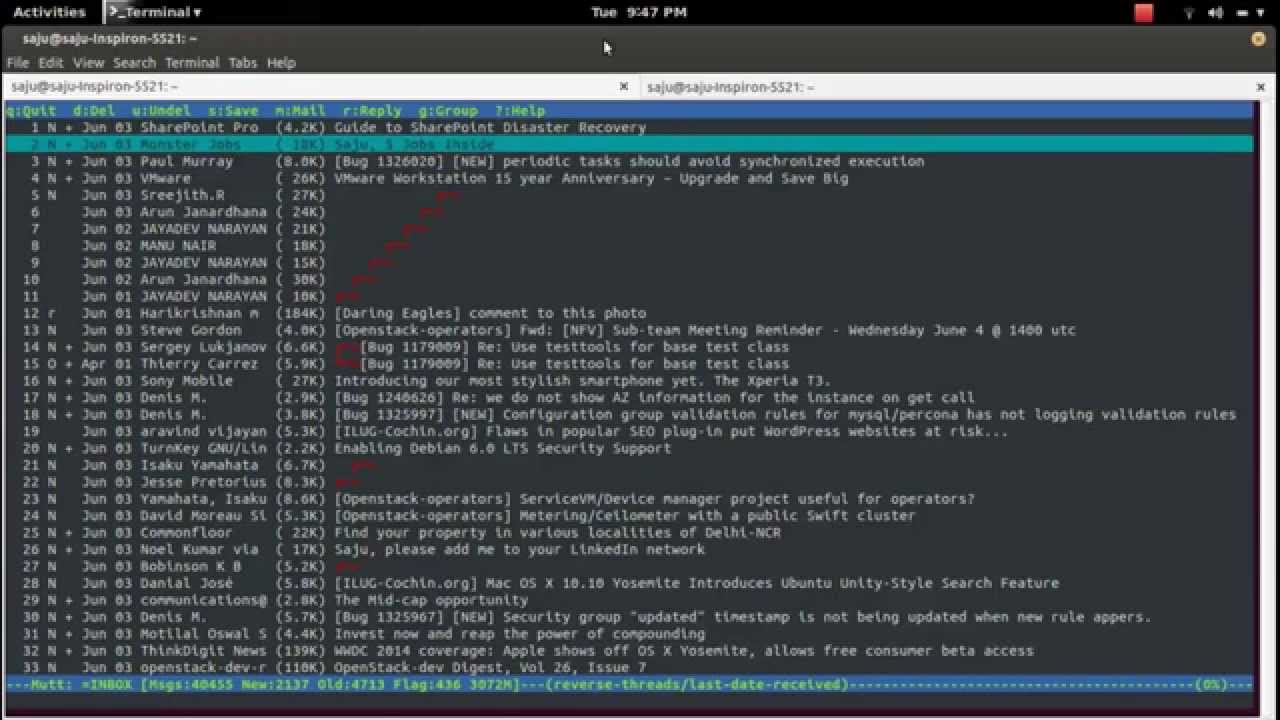 Activities >_Terminal▾ Tue 9:47 PM
saju@saju-Inspiron-5521: ~
File Edit View Search Terminal Tabs Help
saju@saju-Inspiron-5521: ~ × saju@saju-Inspiron-5521: ~ ×
q:Quit d:Del u:Undel s:Save m:Mail r:Reply g:Group ?:Help
1 N + Jun 03 SharePoint Pro (4.2K) Guide to SharePoint Disaster Recovery
2 N + Jun 03 Monster Jobs ( 18K) Saju, 5 Jobs Inside
3 N + Jun 03 Paul Murray (8.0K) [Bug 1326020] [NEW] periodic tasks should avoid synchronized execution
4 N + Jun 03 VMware ( 26K) VMware Workstation 15 year Anniversary - Upgrade and Save Big
5 N Jun 03 Sreejith.R ( 27K)
6 Jun 03 Arun Janardhana ( 24K)
7 Jun 02 JAYADEV NARAYAN ( 21K)
8 Jun 02 MANU NAIR ( 18K)
9 Jun 02 JAYADEV NARAYAN ( 15K)
10 Jun 02 Arun Janardhana ( 30K)
11 Jun 01 JAYADEV NARAYAN ( 10K)
12 r Jun 01 Harikrishnan m (184K) [Daring Eagles] comment to this photo
13 N Jun 03 Steve Gordon (4.0K) [Openstack-operators] Fwd: [NFV] Sub-team Meeting Reminder - Wednesday June 4 @ 1400 utc
14 N + Jun 03 Sergey Lukjanov (6.6K) [Bug 1179009] Re: Use testtools for base test class
15 O + Apr 01 Thierry Carrez (5.9K) [Bug 1179009] Re: Use testtools for base test class
16 N + Jun 03 Sony Mobile ( 27K) Introducing our most stylish smartphone yet. The Xperia T3.
17 N + Jun 03 Denis M. (2.9K) [Bug 1240626] Re: we do not show AZ information for the instance on get call
18 N + Jun 03 Denis M. (3.8K) [Bug 1325997] [NEW] Configuration group validation rules for mysql/percona has not logging validation rules
19 Jun 03 aravind vijayan (5.3K) [ILUG-Cochin.org] Flaws in popular SEO plug-in put WordPress websites at risk...
20 N + Jun 03 TurnKey GNU/Lin (2.2K) Enabling Debian 6.0 LTS Security Support
21 N Jun 03 Isaku Yamahata (6.7K)
22 N Jun 03 Jesse Pretorius (8.3K)
23 N Jun 03 Yamahata, Isaku (8.6K) [Openstack-operators] ServiceVM/Device manager project useful for operators?
24 N Jun 03 David Moreau Si (5.3K) [Openstack-operators] Metering/Ceilometer with a public Swift cluster
25 N + Jun 03 Commonfloor ( 22K) Find your property in various localities of Delhi-NCR
26 N + Jun 03 Noel Kumar via ( 17K) Saju, please add me to your LinkedIn network
27 N Jun 03 Bobinson K B (5.2K)
28 N Jun 03 Danial José (5.8K) [ILUG-Cochin.org] Mac OS X 10.10 Yosemite Introduces Ubuntu Unity-Style Search Feature
29 N + Jun 03 communications@ (2.8K) The Mid-cap opportunity
30 N + Jun 03 Denis M. (5.7K) [Bug 1325967] [NEW] Security group "updated" timestamp is not being updated when new rule appers.
31 N + Jun 03 Motilal Oswal S (4.4K) Invest now and reap the power of compounding
32 N + Jun 03 ThinkDigit News (139K) WWDC 2014 coverage: Apple shows off OS X Yosemite, allows free consumer beta access
33 N Jun 03 openstack-dev-r (110K) OpenStack-dev Digest, Vol 26, Issue 7
---Mutt: =INBOX [Msgs:40455 New:2137 Old:4713 Flag:436 3072M]---(reverse-threads/last-date-received)-----------------------------------------(0%)---